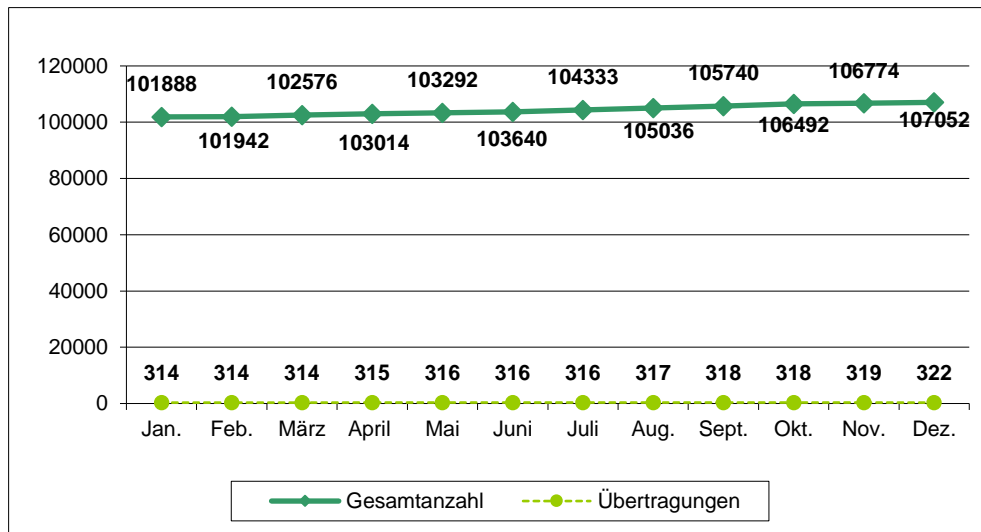 120000
101888 102576 103292 104333 105740 106774
100000
101942 103014 103640 105036 106492 107052
80000
60000
40000
20000
314 314 314 315 316 316 316 317 318 318 319 322
0
Jan. Feb. März April Mai Juni Juli Aug. Sept. Okt. Nov. Dez.
Gesamtanzahl Übertragungen